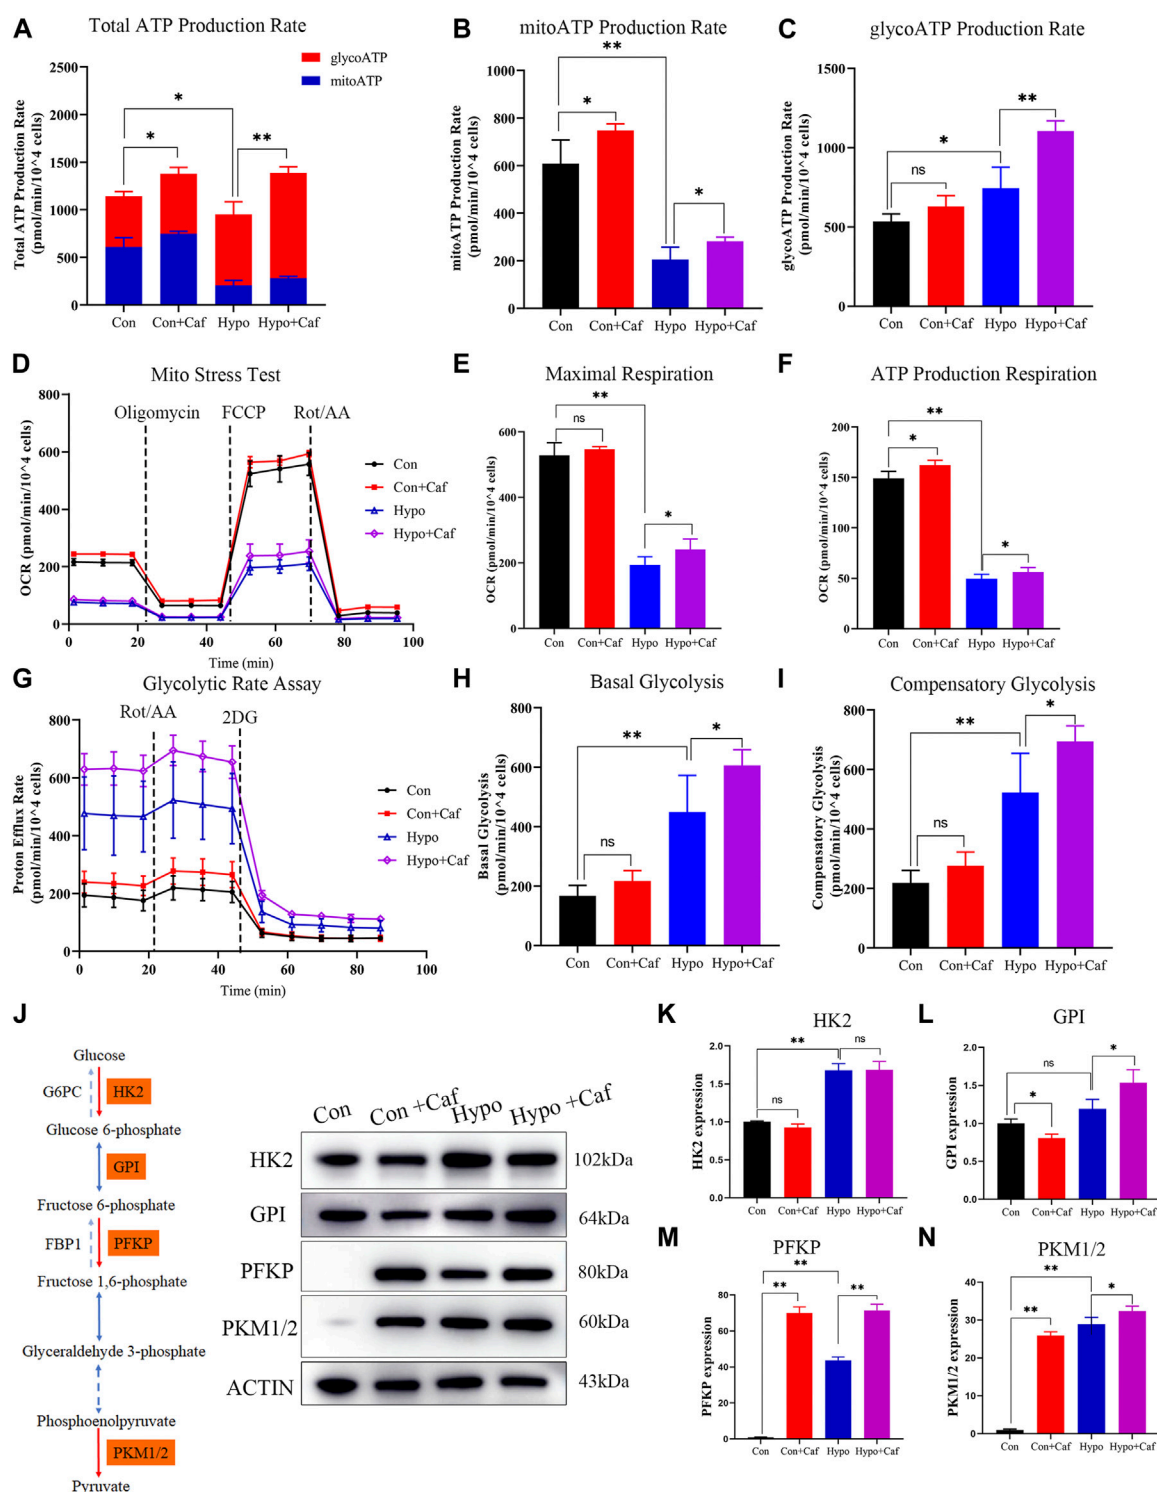 A
Total ATP Production Rate
glycoATP
mitoATP
Total ATP Production Rate
(pmol/min/10^4 cells)
2500
2000
1500
1000
500
0
*
*
**
Con
Con+Caf
Hypo
Hypo+Caf
B
mitoATP Production Rate
mitoATP Production Rate
(pmol/min/10^4 cells)
1000
800
600
400
200
0
**
*
*
Con
Con+Caf
Hypo
Hypo+Caf
C
glycoATP Production Rate
glycoATP Production Rate
(pmol/min/10^4 cells)
1500
1000
500
0
**
*
ns
Con
Con+Caf
Hypo
Hypo+Caf
D
Mito Stress Test
OCR (pmol/min/10^4 cells)
800
600
400
200
0
Oligomycin
FCCP
Rot/AA
Con
Con+Caf
Hypo
Hypo+Caf
0 20 40 60 80 100
Time (min)
E
Maximal Respiration
OCR (pmol/min/10^4 cells)
600
400
200
0
**
ns
*
Con
Con+Caf
Hypo
Hypo+Caf
F
ATP Production Respiration
OCR (pmol/min/10^4 cells)
200
150
100
50
0
**
*
*
Con
Con+Caf
Hypo
Hypo+Caf
G
Glycolytic Rate Assay
Proton Efflux Rate
(pmol/min/10^4 cells)
800
600
400
200
0
Rot/AA
2DG
Con
Con+Caf
Hypo
Hypo+Caf
0 20 40 60 80 100
Time (min)
H
Basal Glycolysis
Basal Glycolysis
(pmol/min/10^4 cells)
800
600
400
200
0
**
*
ns
Con
Con+Caf
Hypo
Hypo+Caf
I
Compensatory Glycolysis
Compensatory Glycolysis
(pmol/min/10^4 cells)
800
600
400
200
0
**
*
ns
Con
Con+Caf
Hypo
Hypo+Caf
J
Glucose
G6PC
HK2
Glucose 6-phosphate
GPI
Fructose 6-phosphate
FBP1
PFKP
Fructose 1,6-phosphate
Glyceraldehyde 3-phosphate
Phosphoenolpyruvate
PKM1/2
Pyruvate
Con
Con +Caf
Hypo
Hypo +Caf
HK2
102kDa
GPI
64kDa
PFKP
80kDa
PKM1/2
60kDa
ACTIN
43kDa
K
HK2
HK2 expression
2.0
1.5
1.0
0.5
0.0
**
ns
ns
Con
Con+Caf
Hypo
Hypo+Caf
L
GPI
GPI expression
2.0
1.5
1.0
0.5
0.0
*
ns
*
Con
Con+Caf
Hypo
Hypo+Caf
M
PFKP
PFKP expression
80
60
40
20
0
**
**
**
Con
Con+Caf
Hypo
Hypo+Caf
N
PKM1/2
PKM1/2 expression
40
30
20
10
0
**
*
**
Con
Con+Caf
Hypo
Hypo+Caf